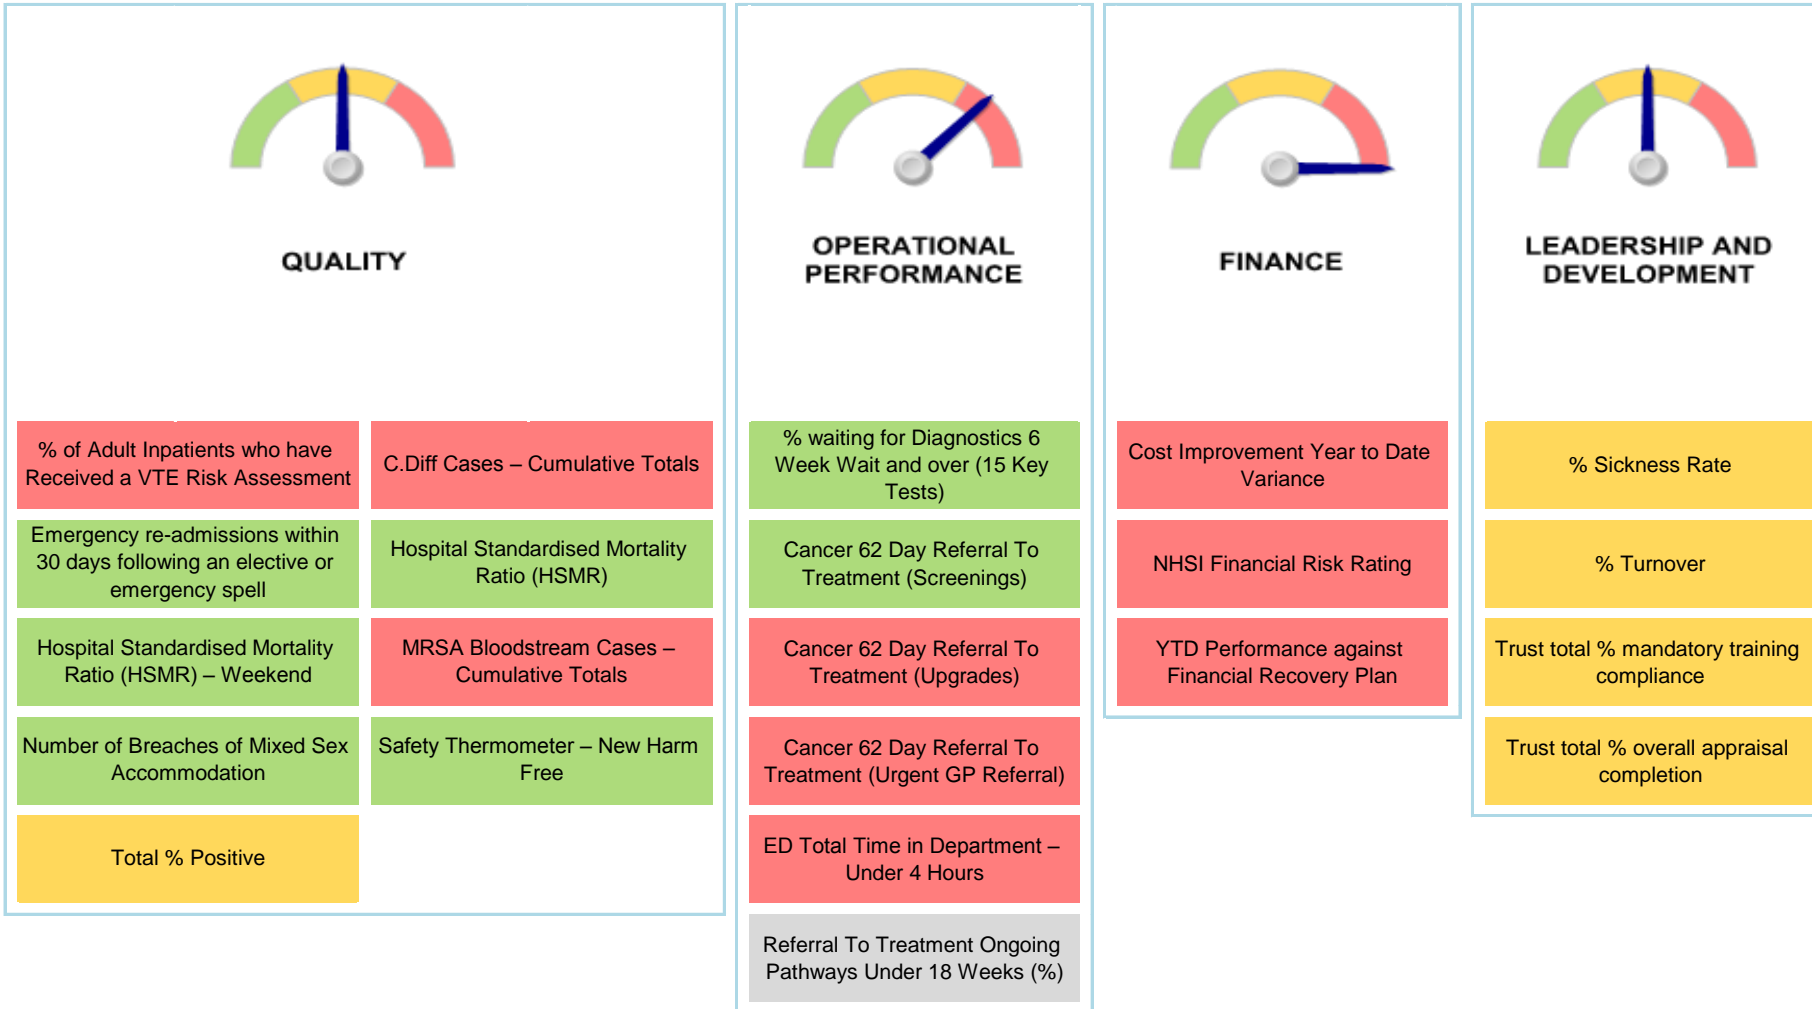 QUALITY
% of Adult Inpatients who have
Received a VTE Risk Assessment
C.Diff Cases – Cumulative Totals
Emergency re-admissions within
30 days following an elective or
emergency spell
Hospital Standardised Mortality
Ratio (HSMR)
Hospital Standardised Mortality
Ratio (HSMR) – Weekend
MRSA Bloodstream Cases –
Cumulative Totals
Number of Breaches of Mixed Sex
Accommodation
Safety Thermometer – New Harm
Free
Total % Positive
OPERATIONAL
PERFORMANCE
% waiting for Diagnostics 6
Week Wait and over (15 Key
Tests)
Cancer 62 Day Referral To
Treatment (Screenings)
Cancer 62 Day Referral To
Treatment (Upgrades)
Cancer 62 Day Referral To
Treatment (Urgent GP Referral)
ED Total Time in Department –
Under 4 Hours
Referral To Treatment Ongoing
Pathways Under 18 Weeks (%)
FINANCE
Cost Improvement Year to Date
Variance
NHSI Financial Risk Rating
YTD Performance against
Financial Recovery Plan
LEADERSHIP AND
DEVELOPMENT
% Sickness Rate
% Turnover
Trust total % mandatory training
compliance
Trust total % overall appraisal
completion